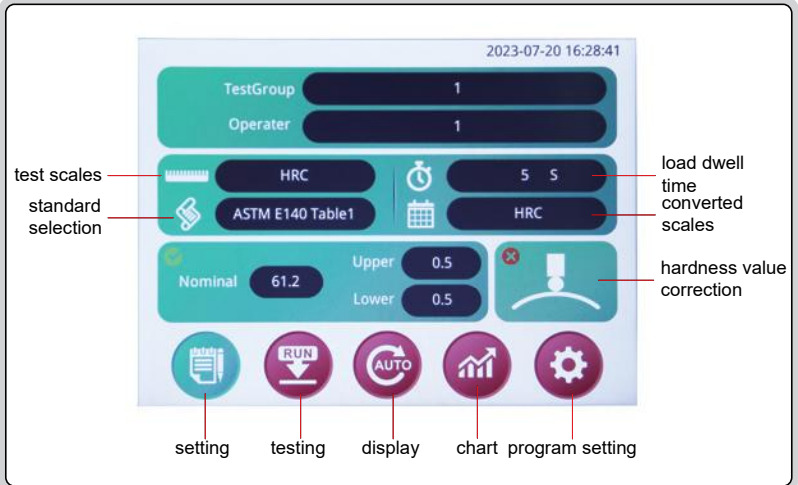 2023-07-20 16:28:41
TestGroup 1
Operater 1
test scales
HRC
5 S
load dwell
time
standard
selection
ASTM E140 Table1
HRC
converted
scales
Nominal 61.2
Upper 0.5
Lower 0.5
hardness value
correction
RUN
AUTO
setting
testing
display
chart
program setting